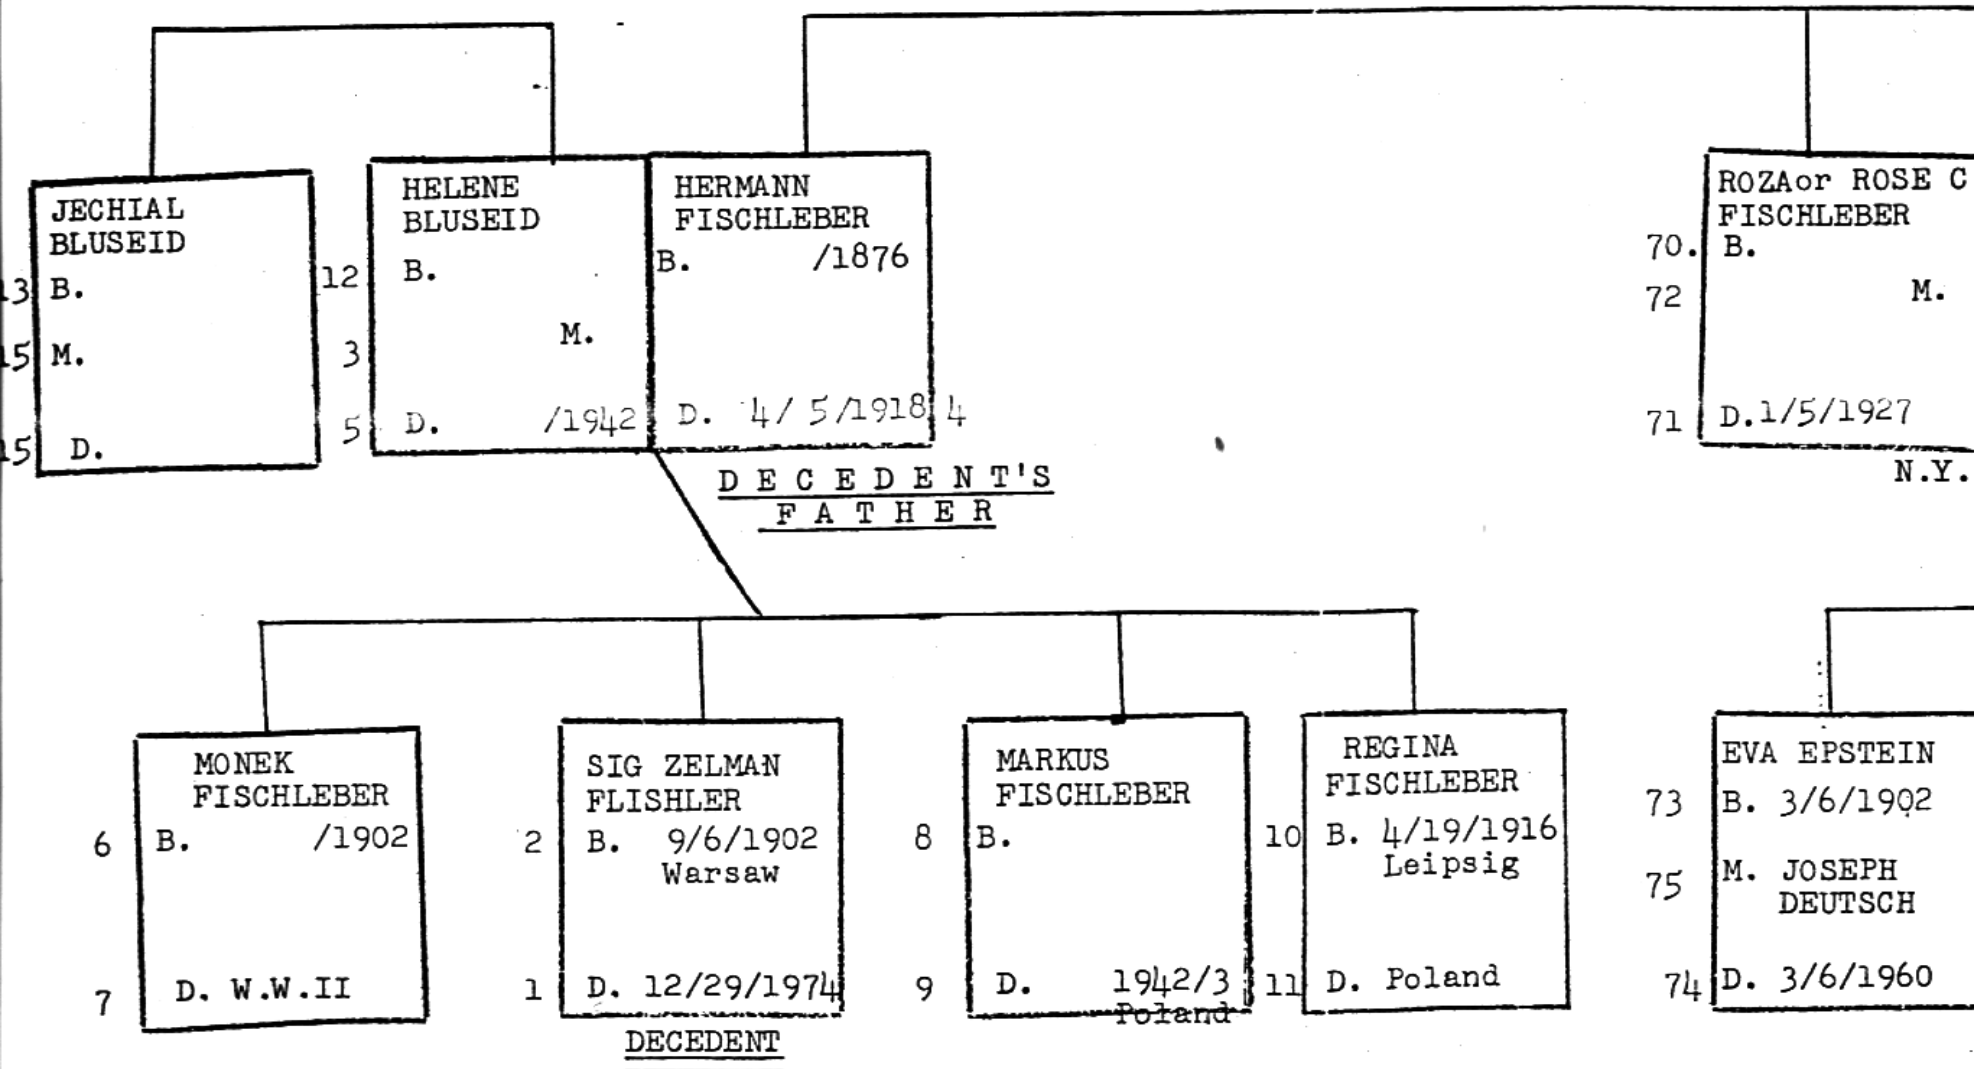 JECHIAL
BLUSEID
13 B.
15 M.
15 D.
HELENE
BLUSEID
12 B.
3 M.
5 D. /1942
HERMANN
FISCHLEBER
B. /1876
D. 4/ 5/1918 4
DECEDENT'S
FATHER
ROZAor ROSE C
FISCHLEBER
70. B.
72 M.
71 D.1/5/1927
N.Y.
MONEK
FISCHLEBER
6 B. /1902
7 D. W.W.II
SIG ZELMAN
FLISHLER
2 B. 9/6/1902
Warsaw
1 D. 12/29/1974
DECEDENT
MARKUS
FISCHLEBER
8 B.
9 D. 1942/3
Poland
REGINA
FISCHLEBER
10 B. 4/19/1916
Leipsig
11 D. Poland
EVA EPSTEIN
73 B. 3/6/1902
75 M. JOSEPH
DEUTSCH
74 D. 3/6/1960